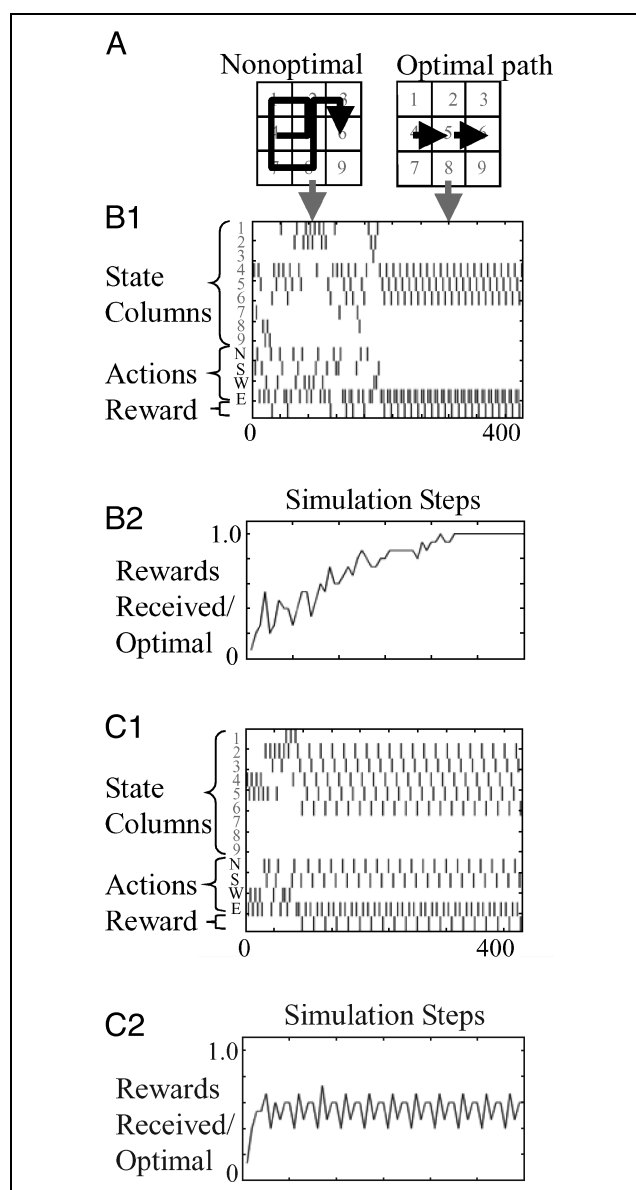 A
Nonoptimal
Optimal path
1 2 3
4 6
7 8 9
1 2 3
4 5 6
7 8 9
B1
State
Columns
Actions
Reward
1
2
3
4
5
6
7
8
9
N
S
W
E
0 400
Simulation Steps
B2
1.0
Rewards
Received/
Optimal
0
C1
State
Columns
Actions
Reward
1
2
3
4
5
6
7
8
9
N
S
W
E
0 400
Simulation Steps
C2
1.0
Rewards
Received/
Optimal
0